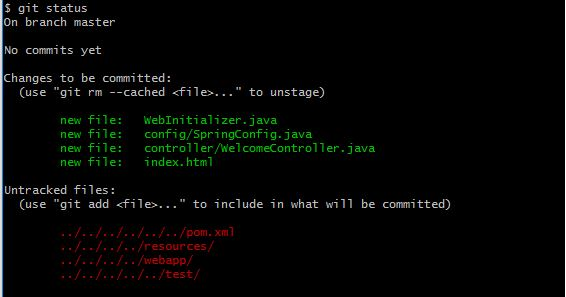 $ git status
On branch master
No commits yet
Changes to be committed:
(use "git rm --cached <file>..." to unstage)
new file: WebInitializer.java
new file: config/SpringConfig.java
new file: controller/WelcomeController.java
new file: index.html
Untracked files:
(use "git add <file>..." to include in what will be committed)
../../../../../../pom.xml
../../../../resources/
../../../../webapp/
../../../../../test/